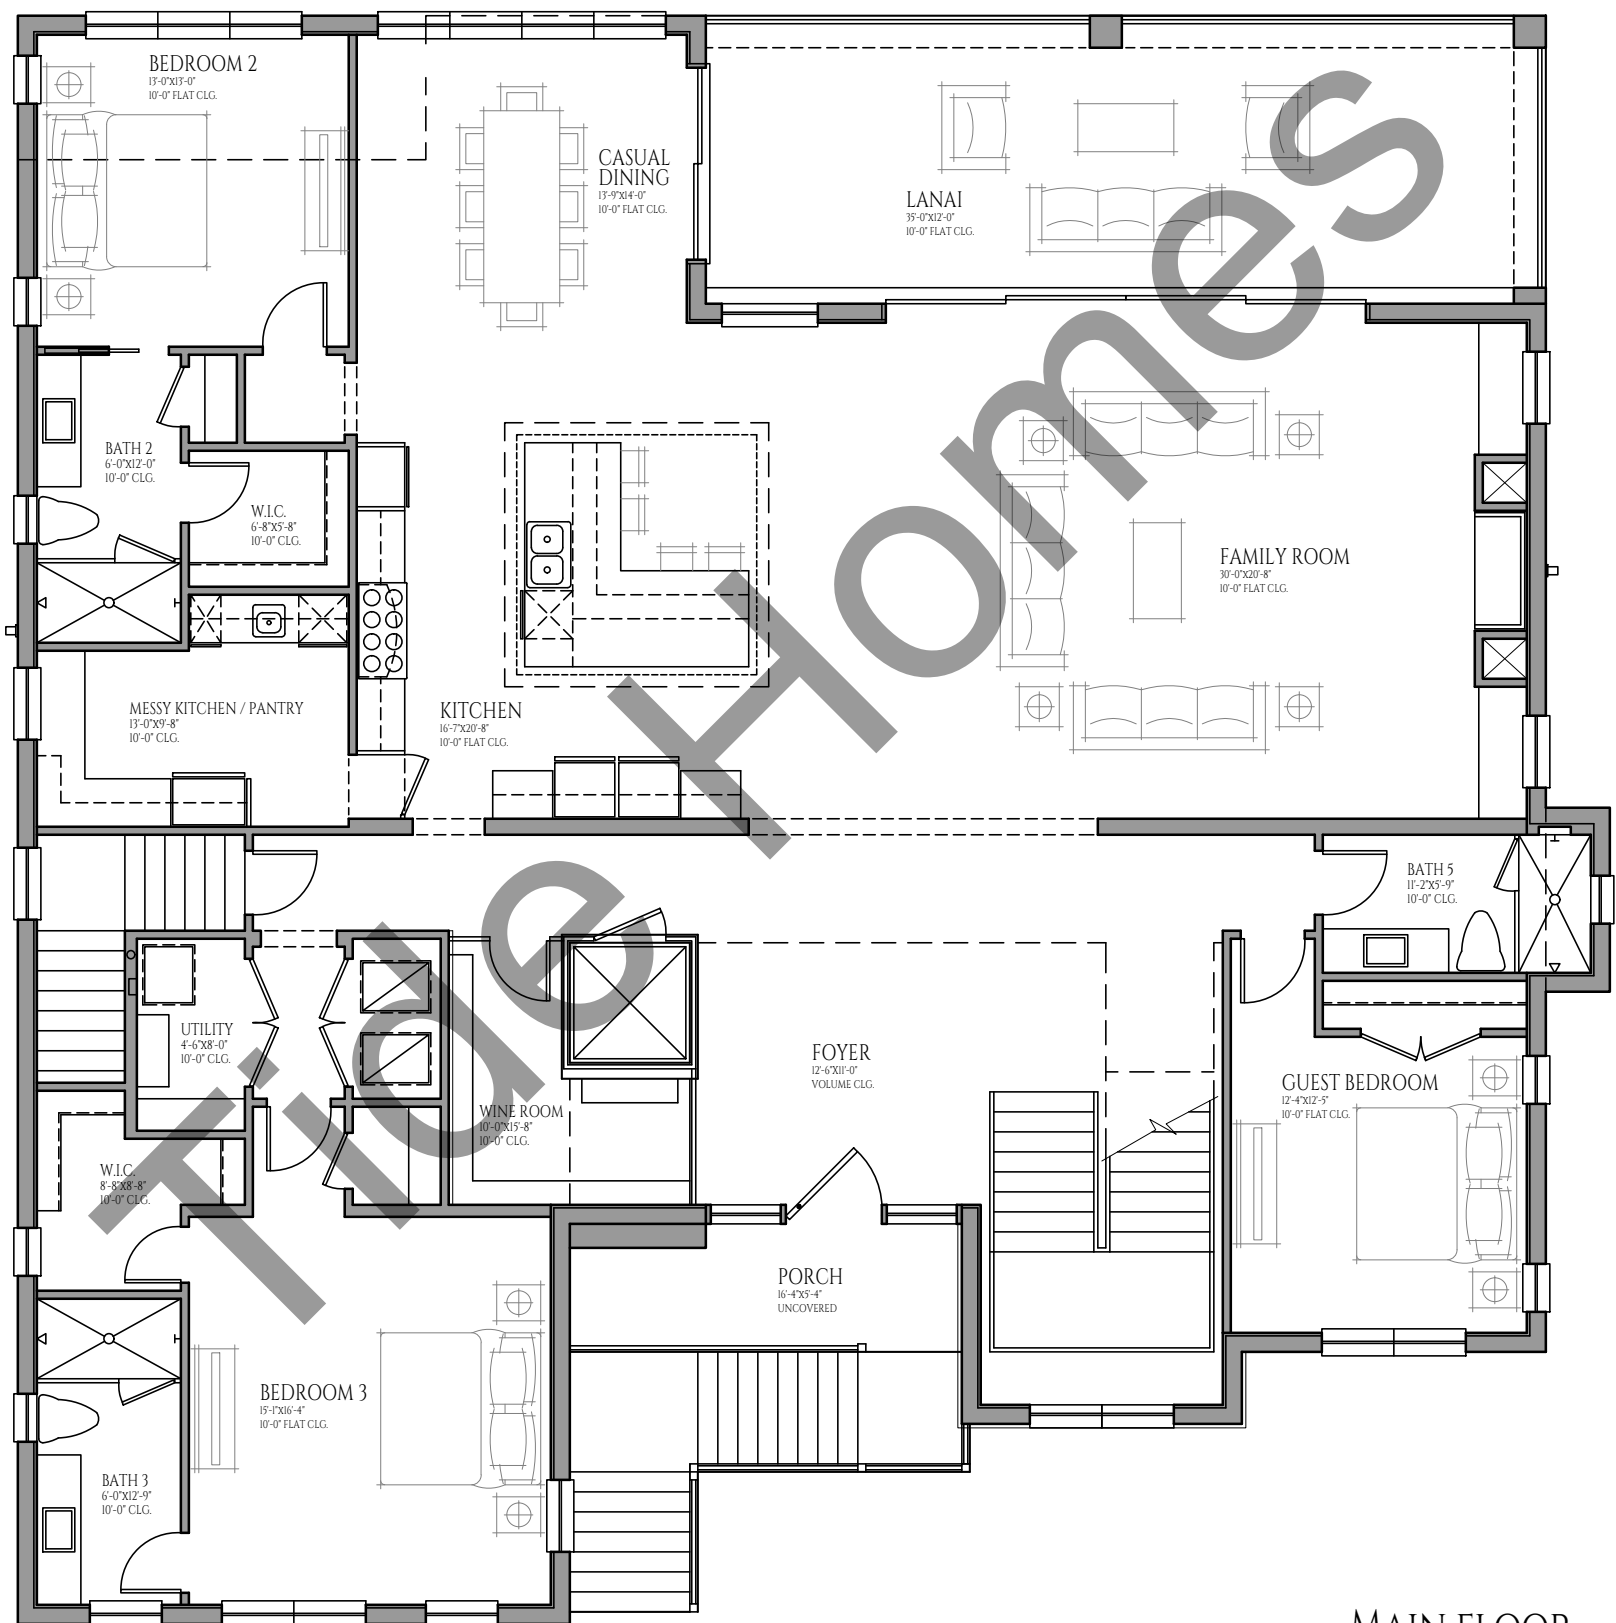 BEDROOM 2
13'-0"X13'-0"
10'-0" FLAT CLG.
CASUAL
DINING
13'-9"X14'-0"
10'-0" FLAT CLG.
LANAI
35'-0"X12'-0"
10'-0" FLAT CLG.
BATH 2
6'-0"X12'-0"
10'-0" CLG.
W.I.C.
6'-8"X5'-8"
10'-0" CLG.
FAMILY ROOM
30'-0"X20'-8"
10'-0" FLAT CLG.
MESSY KITCHEN / PANTRY
13'-0"X9'-8"
10'-0" CLG.
KITCHEN
16'-7"X20'-8"
10'-0" FLAT CLG.
BATH 5
11'-2"X5'-9"
10'-0" CLG.
UTILITY
4'-6"X8'-0"
10'-0" CLG.
FOYER
12'-6"X11'-0"
VOLUME CLG.
GUEST BEDROOM
12'-4"X12'-5"
10'-0" FLAT CLG.
WINE ROOM
10'-0"X15'-8"
10'-0" CLG.
W.I.C.
8'-8"X8'-8"
10'-0" CLG.
PORCH
16'-4"X5'-4"
UNCOVERED
BEDROOM 3
15'-1"X16'-4"
10'-0" FLAT CLG.
BATH 3
6'-0"X12'-9"
10'-0" CLG.
MAIN FLOOR
Tide Homes